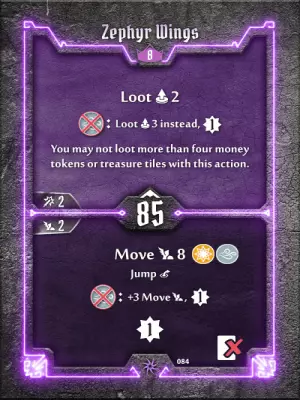 Zephyr Wings
8
Loot 2
: Loot 3 instead, 1
You may not loot more than four money
tokens or treasure tiles with this action.
2
85
2
Move 8
Jump
: +3 Move, 1
1
084